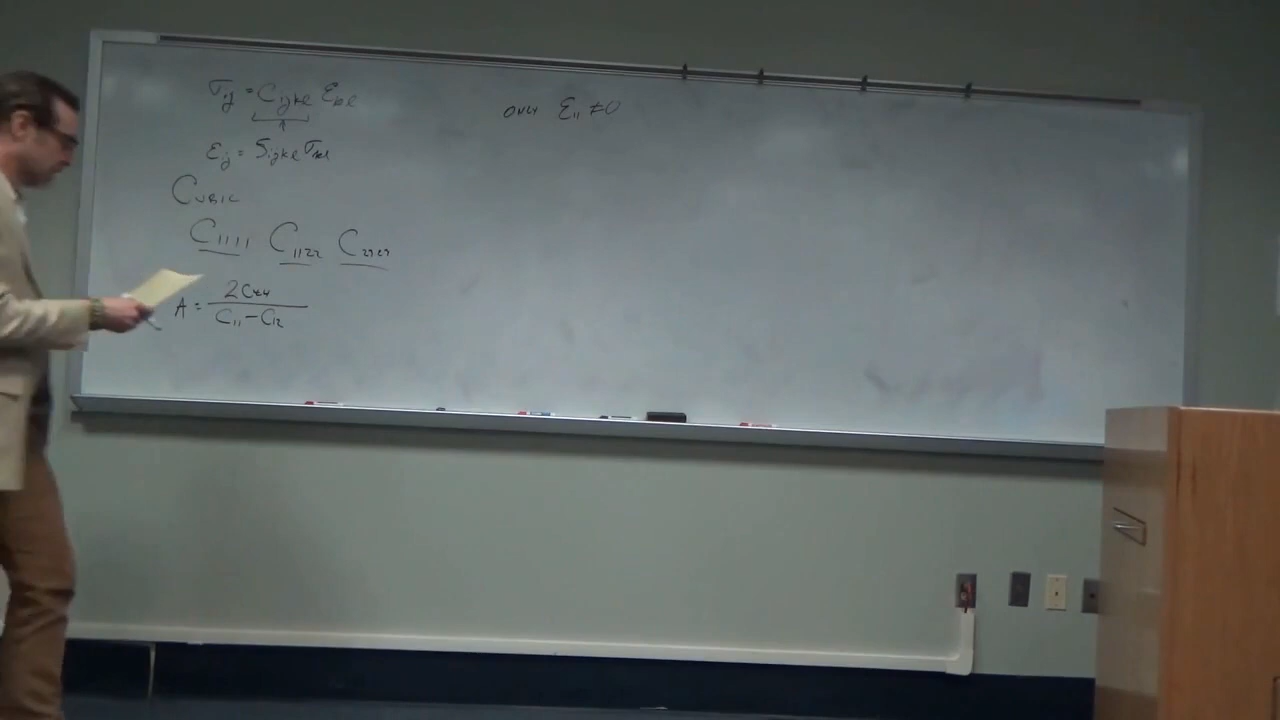 σij = Cijkl εkl
εij = Sijkl σkl
CUBIC
C1111 C1122 C2323
A = 2C44 / C11 - C12
ONLY ε11 ≠ 0